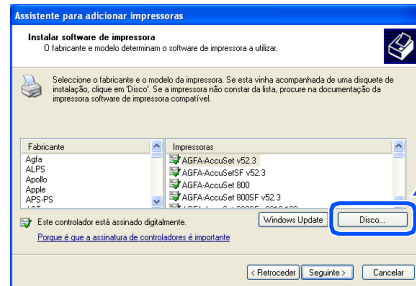 Assistente para adicionar impressoras
Instalar software de impressora
O fabricante e modelo determinam o software de impressora a utilizar.
Seleccione o fabricante e o modelo da impressora. Se esta vinha acompanhada de uma disquete de
instalação, clique em 'Disco'. Se a impressora não constar da lista, procure na documentação da
impressora software de impressora compatível.
Fabricante
Agfa
ALPS
Apollo
Apple
APS-PS
Impressoras
AGFA-AccuSet v52.3
AGFA-AccuSetSF v52.3
AGFA-AccuSet 800
AGFA-AccuSet 800SF v52.3
Este controlador está assinado digitalmente.
Porque é que a assinatura de controladores é importante
Windows Update
Disco...
< Retroceder
Seguinte >
Cancelar